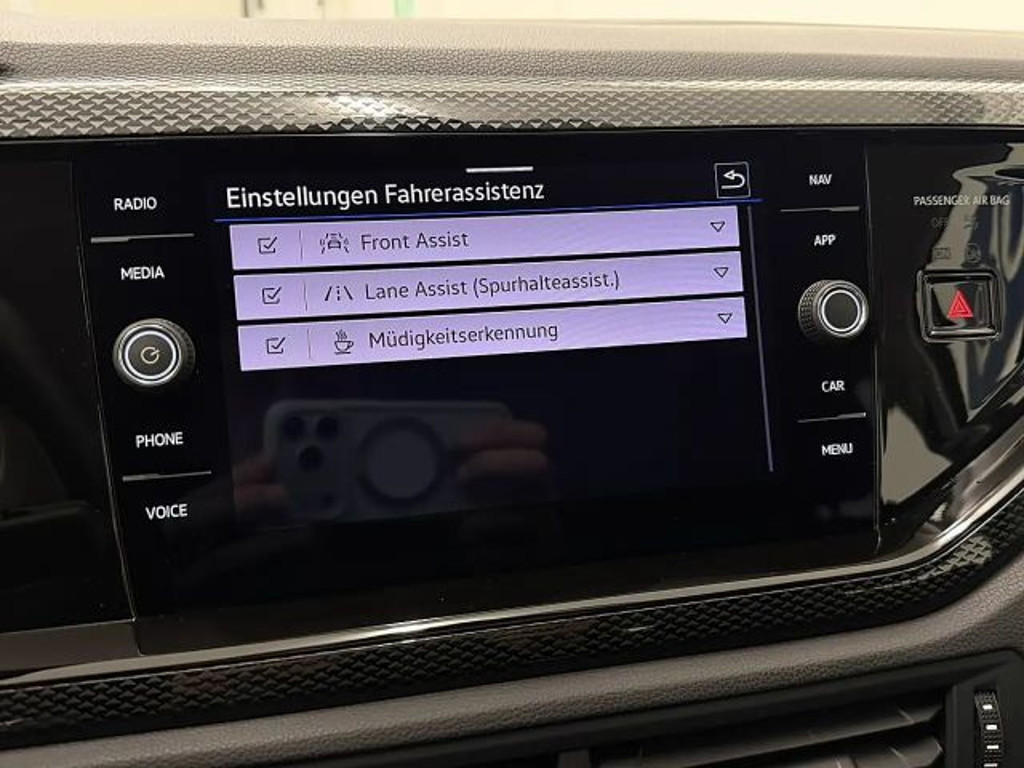 RADIO
MEDIA
PHONE
VOICE
Einstellungen Fahrerassistenz
Front Assist
Lane Assist (Spurhalteassist.)
Müdigkeitserkennung
NAV
APP
CAR
MENU
PASSENGER AIR BAG